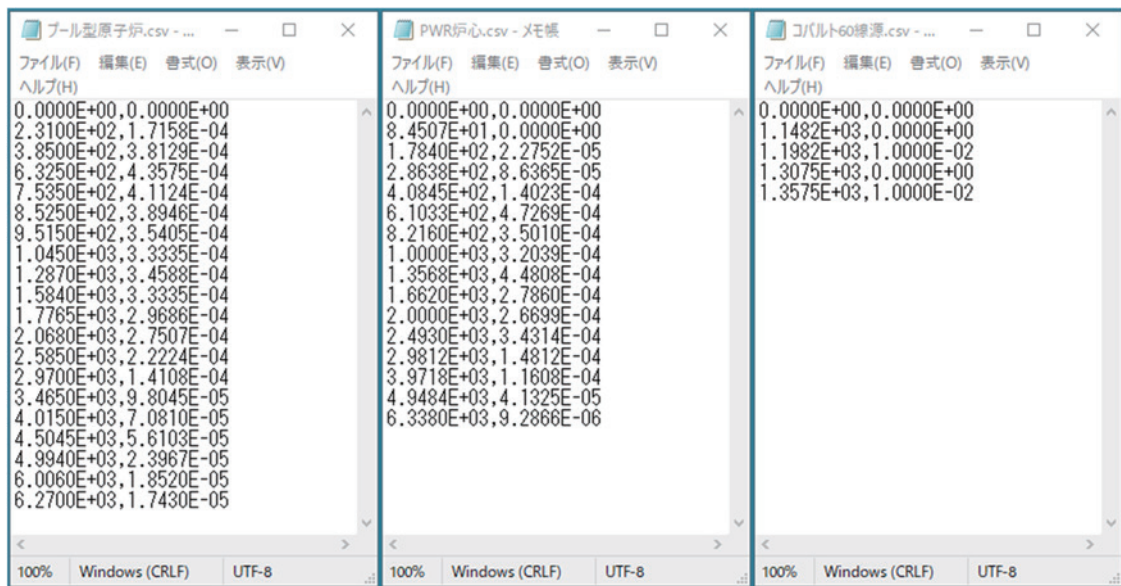 プール型原子炉.csv - ...
ファイル(F) 編集(E) 書式(O) 表示(V)
ヘルプ(H)
0.0000E+00,0.0000E+00
2.3100E+02,1.7158E-04
3.8500E+02,3.8129E-04
6.3250E+02,4.3575E-04
7.5350E+02,4.1124E-04
8.5250E+02,3.8946E-04
9.5150E+02,3.5405E-04
1.0450E+03,3.3335E-04
1.2870E+03,3.4588E-04
1.5840E+03,3.3335E-04
1.7765E+03,2.9686E-04
2.0680E+03,2.7507E-04
2.5850E+03,2.2224E-04
2.9700E+03,1.4108E-04
3.4650E+03,9.8045E-05
4.0150E+03,7.0810E-05
4.5045E+03,5.6103E-05
4.9940E+03,2.3967E-05
6.0060E+03,1.8520E-05
6.2700E+03,1.7430E-05
100% Windows (CRLF) UTF-8
PWR炉心.csv - メモ帳
ファイル(F) 編集(E) 書式(O) 表示(V)
ヘルプ(H)
0.0000E+00,0.0000E+00
8.4507E+01,0.0000E+00
1.7840E+02,2.2752E-05
2.8638E+02,8.6365E-05
4.0845E+02,1.4023E-04
6.1033E+02,4.7269E-04
8.2160E+02,3.5010E-04
1.0000E+03,3.2039E-04
1.3568E+03,4.4808E-04
1.6620E+03,2.7860E-04
2.0000E+03,2.6699E-04
2.4930E+03,3.4314E-04
2.9812E+03,1.4812E-04
3.9718E+03,1.1608E-04
4.9484E+03,4.1325E-05
6.3380E+03,9.2866E-06
100% Windows (CRLF) UTF-8
コバルト60線源.csv - ...
ファイル(F) 編集(E) 書式(O) 表示(V)
ヘルプ(H)
0.0000E+00,0.0000E+00
1.1482E+03,0.0000E+00
1.1982E+03,1.0000E-02
1.3075E+03,0.0000E+00
1.3575E+03,1.0000E-02
100% Windows (CRLF) UTF-8